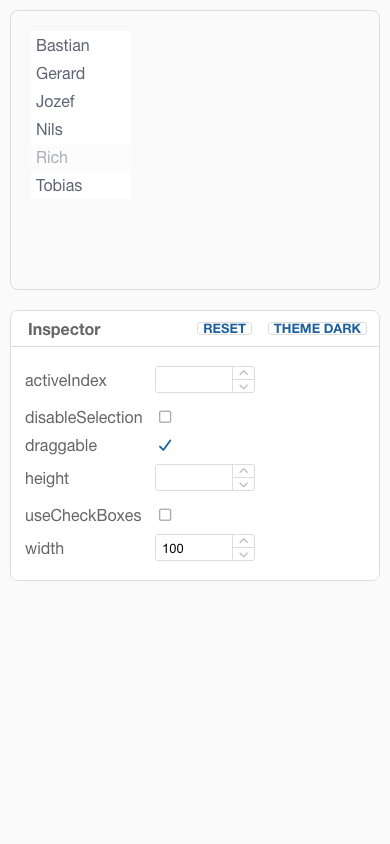 Bastian
Gerard
Jozef
Nils
Rich
Tobias
Inspector RESET THEME DARK
activeIndex
disableSelection
draggable
height
useCheckBoxes
width 100